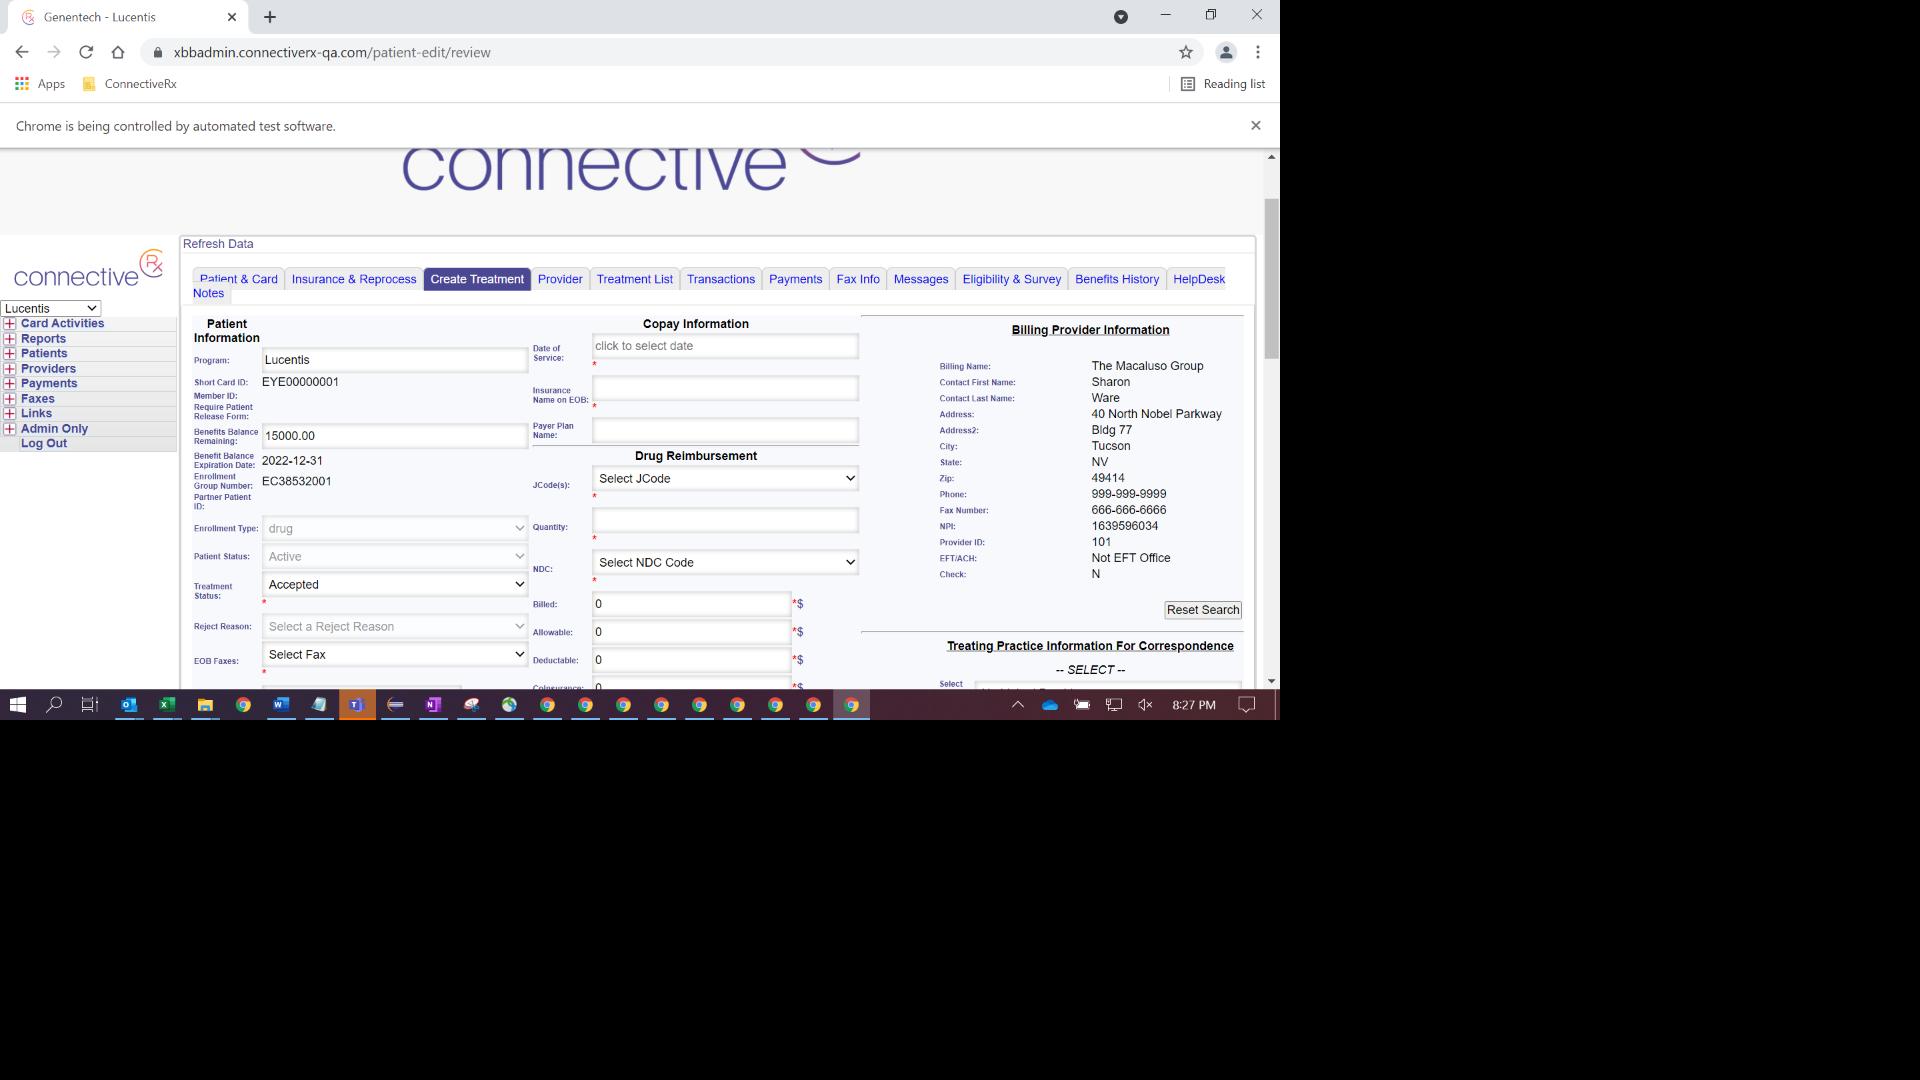 Genentech - Lucentis
xbbadmin.connectiverx-qa.com/patient-edit/review
Apps
ConnectiveRx
Reading list
Chrome is being controlled by automated test software.
connective
Refresh Data
connective Rx
Lucentis
Card Activities
Reports
Patients
Providers
Payments
Faxes
Links
Admin Only
Log Out
Patient & Card
Insurance & Reprocess
Create Treatment
Provider
Treatment List
Transactions
Payments
Fax Info
Messages
Eligibility & Survey
Benefits History
HelpDesk
Notes
Patient
Information
Program: Lucentis
Short Card ID: EYE00000001
Member ID:
Require Patient
Release Form:
Benefits Balance
Remaining: 15000.00
Benefit Balance
Expiration Date: 2022-12-31
Enrollment
Group Number: EC38532001
Partner Patient
ID:
Enrollment Type: drug
Patient Status: Active
Treatment
Status: Accepted
*
Reject Reason: Select a Reject Reason
EOB Faxes: Select Fax
*
Copay Information
Date of
Service: click to select date
*
Insurance
Name on EOB:
*
Payer Plan
Name:
Drug Reimbursement
JCode(s): Select JCode
*
Quantity:
*
NDC: Select NDC Code
*
Billed: 0 *$
Allowable: 0 *$
Deductable: 0 *$
Coinsurance: 0 *$
Billing Provider Information
Billing Name: The Macaluso Group
Contact First Name: Sharon
Contact Last Name: Ware
Address: 40 North Nobel Parkway
Address2: Bldg 77
City: Tucson
State: NV
Zip: 49414
Phone: 999-999-9999
Fax Number: 666-666-6666
NPI: 1639596034
Provider ID: 101
EFT/ACH: Not EFT Office
Check: N
Reset Search
Treating Practice Information For Correspondence
-- SELECT --
Select
8:27 PM